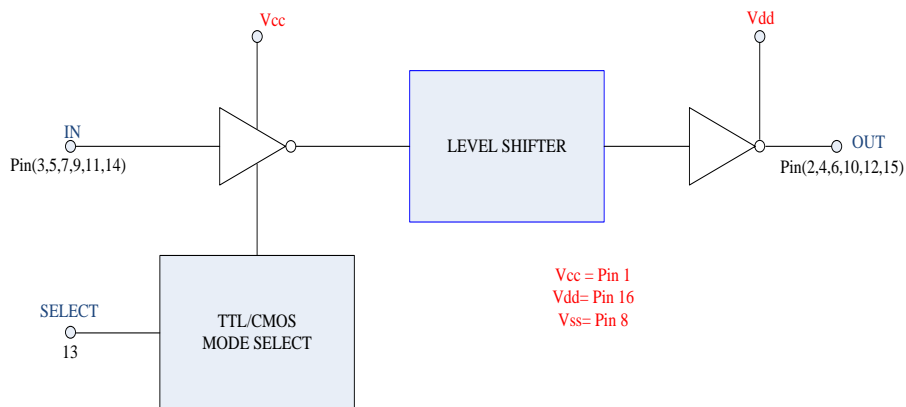 Vcc
Vdd
IN
Pin(3,5,7,9,11,14)
LEVEL SHIFTER
OUT
Pin(2,4,6,10,12,15)
SELECT
13
TTL/CMOS
MODE SELECT
Vcc = Pin 1
Vdd= Pin 16
Vss= Pin 8